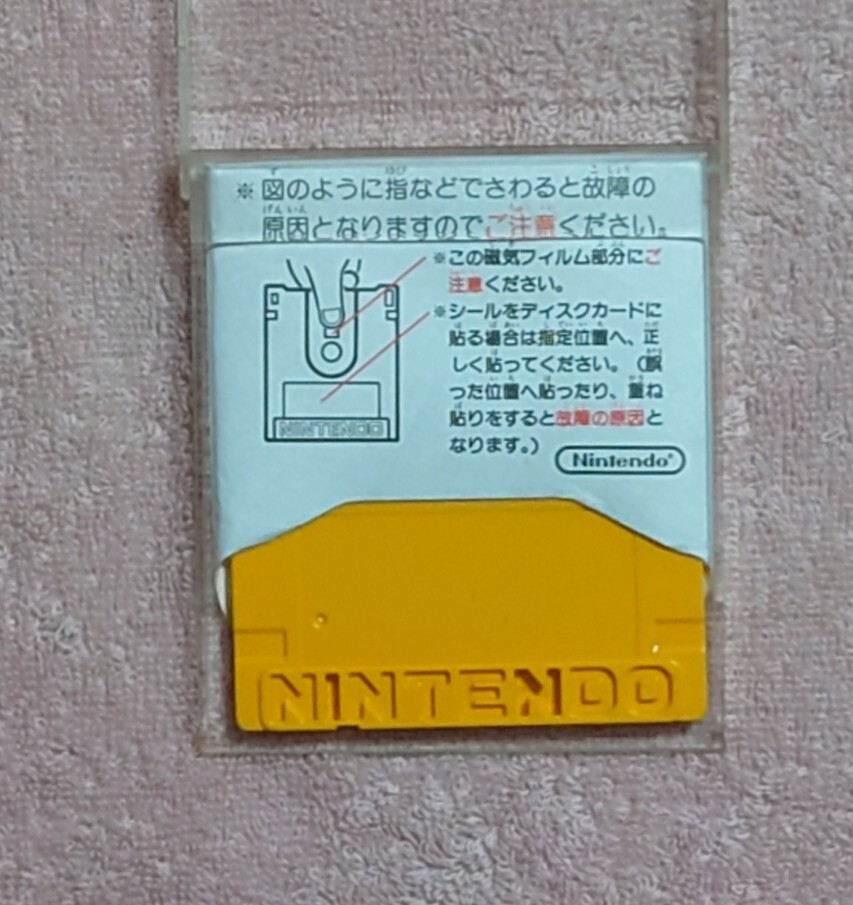 ※図のように指などでさわると故障の
原因となりますのでご注意ください。
※この磁気フィルム部分にご
注意ください。
※シールをディスクカードに
貼る場合は指定位置へ、正
しく貼ってください。(誤
った位置へ貼ったり、重ね
貼りをすると故障の原因と
なります。)
NINTENDO
Nintendo®
NINTENDO